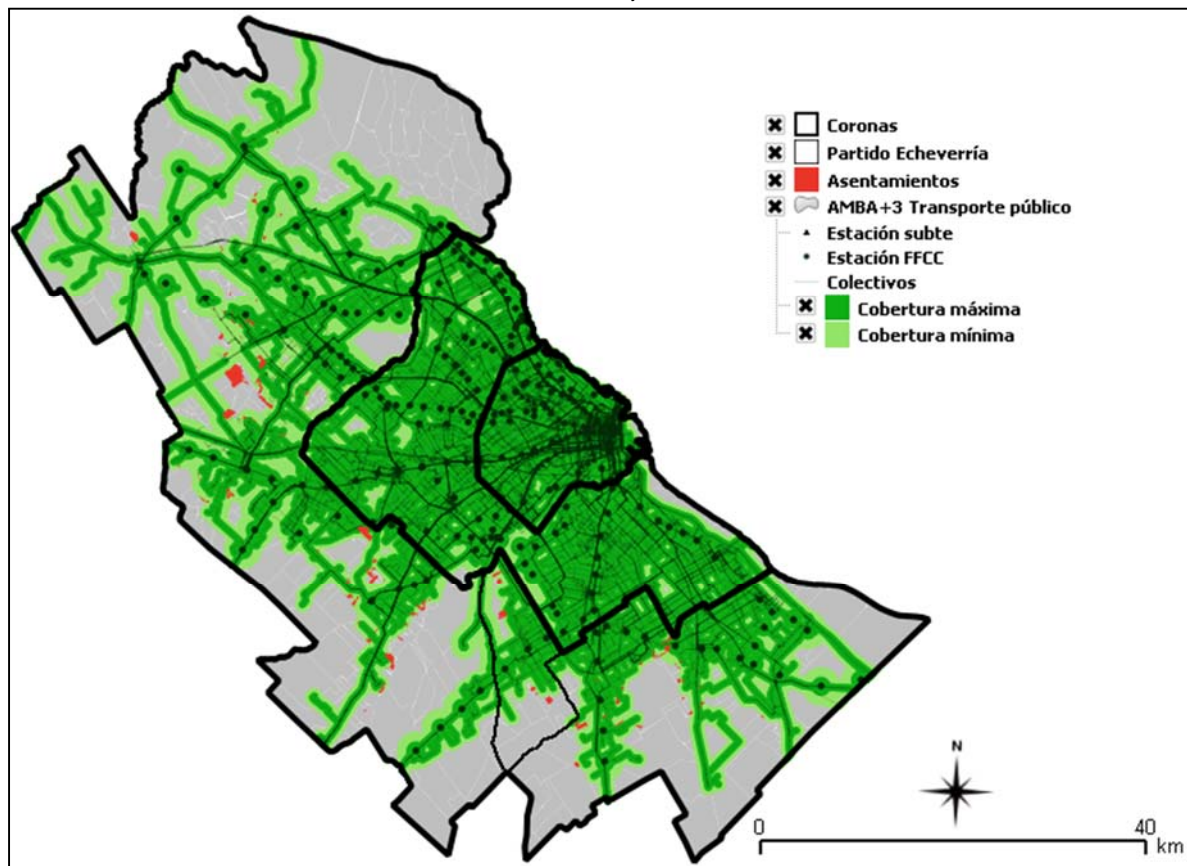 Coronas
Partido Echeverría
Asentamientos
AMBA+3 Transporte público
Estación subte
Estación FFCC
Colectivos
Cobertura máxima
Cobertura mínima
N
0 40
km